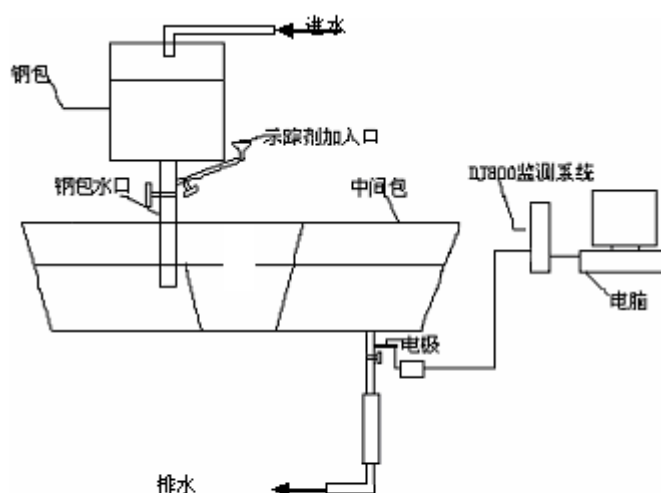 进水
钢包
示踪剂加入口
钢包水口
中间包
DJ800监测系统
电脑
电极
排水